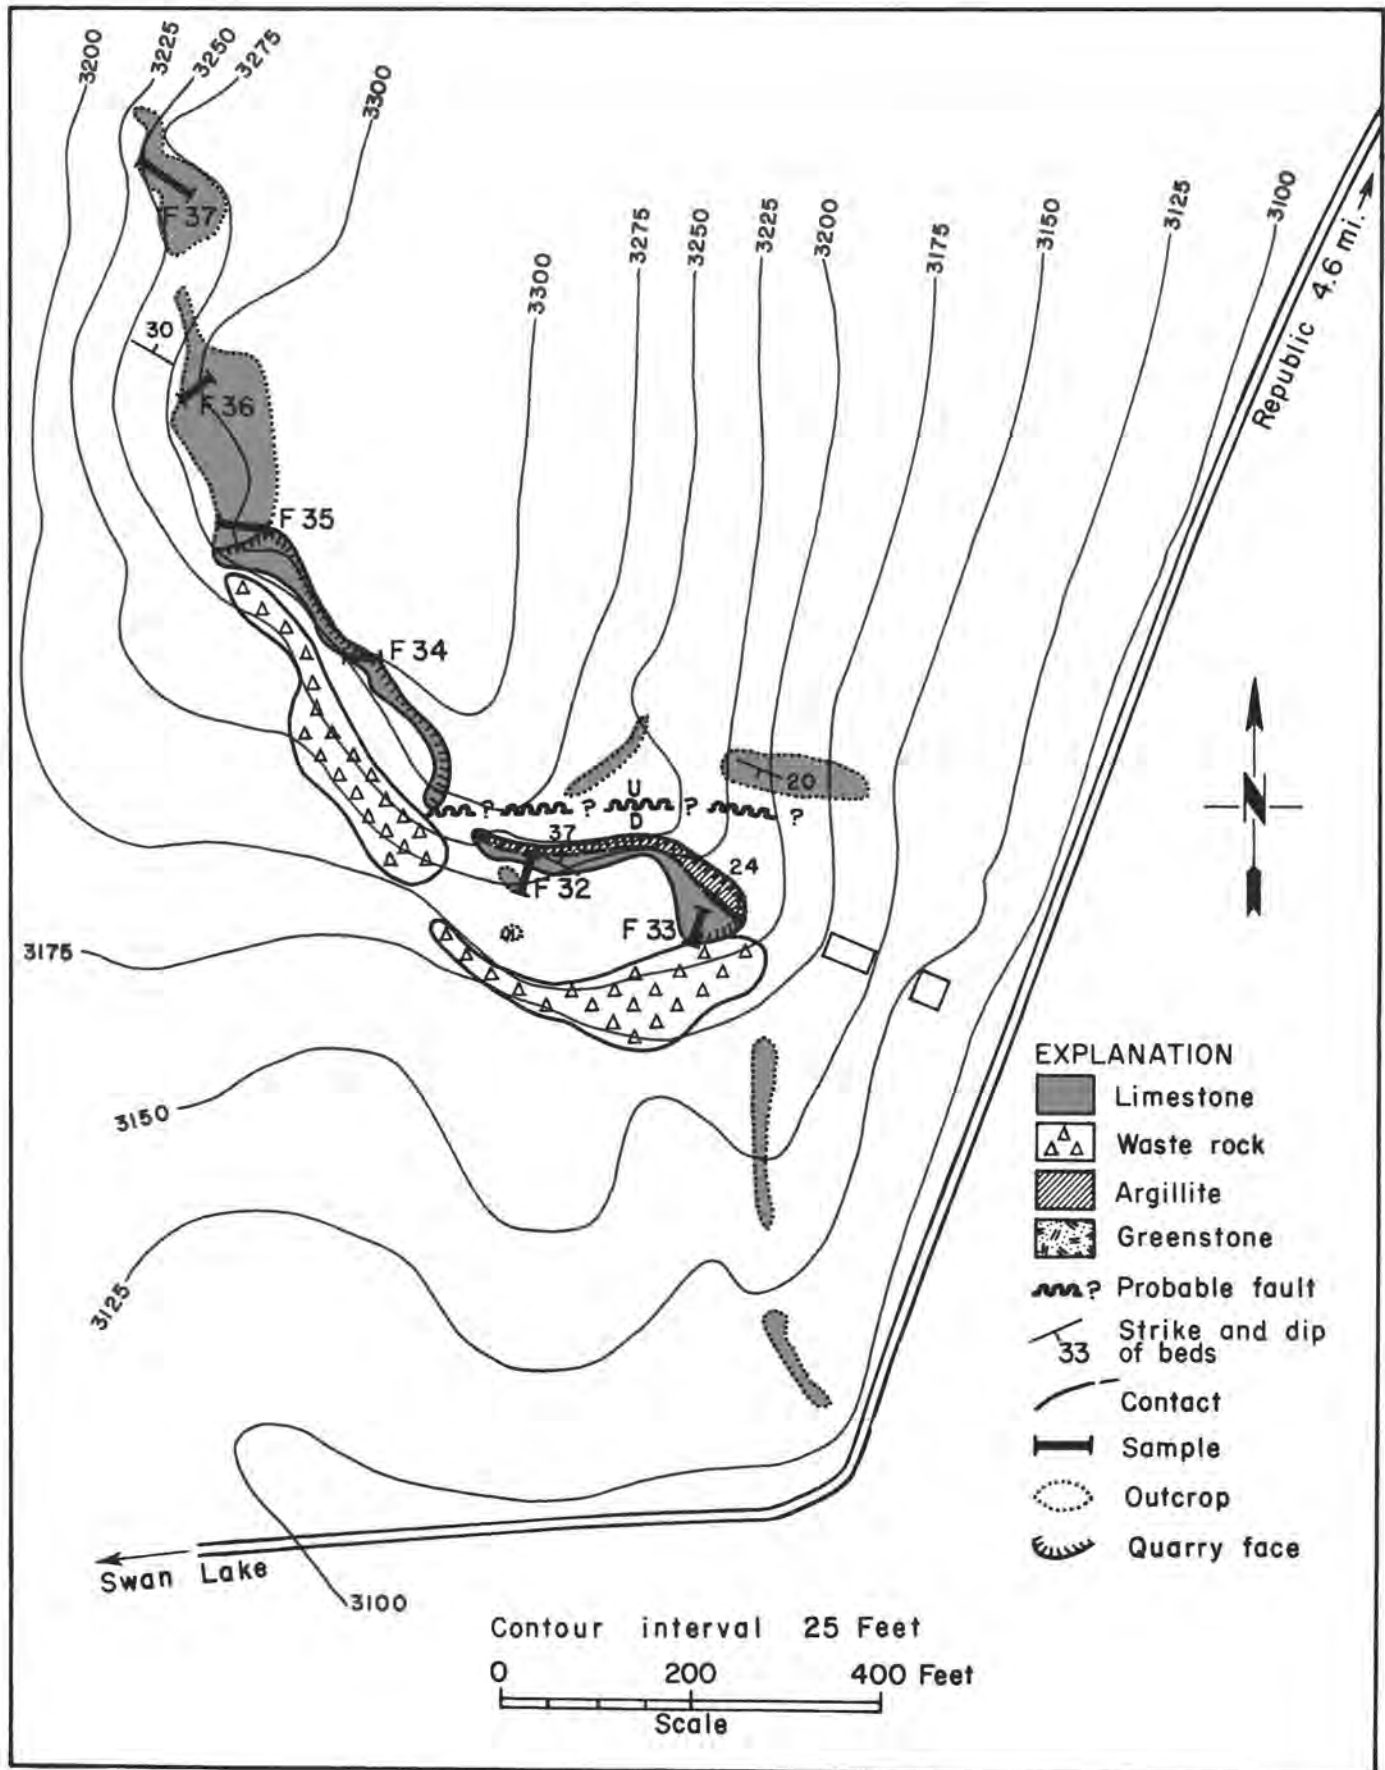 3200
3225
3250
3275
3300
F 37
30
F 36
F 35
F 34
3300
3275
3250
3225
3200
3175
3150
3125
3100
Republic 4.6 mi.
U
? ? ? ?
D
20
37
24
F 32
F 33
N
3175
3150
3125
3100
Swan Lake
EXPLANATION
Limestone
Waste rock
Argillite
Greenstone
? Probable fault
33 Strike and dip
of beds
Contact
Sample
Outcrop
Quarry face
Contour interval 25 Feet
0 200 400 Feet
Scale